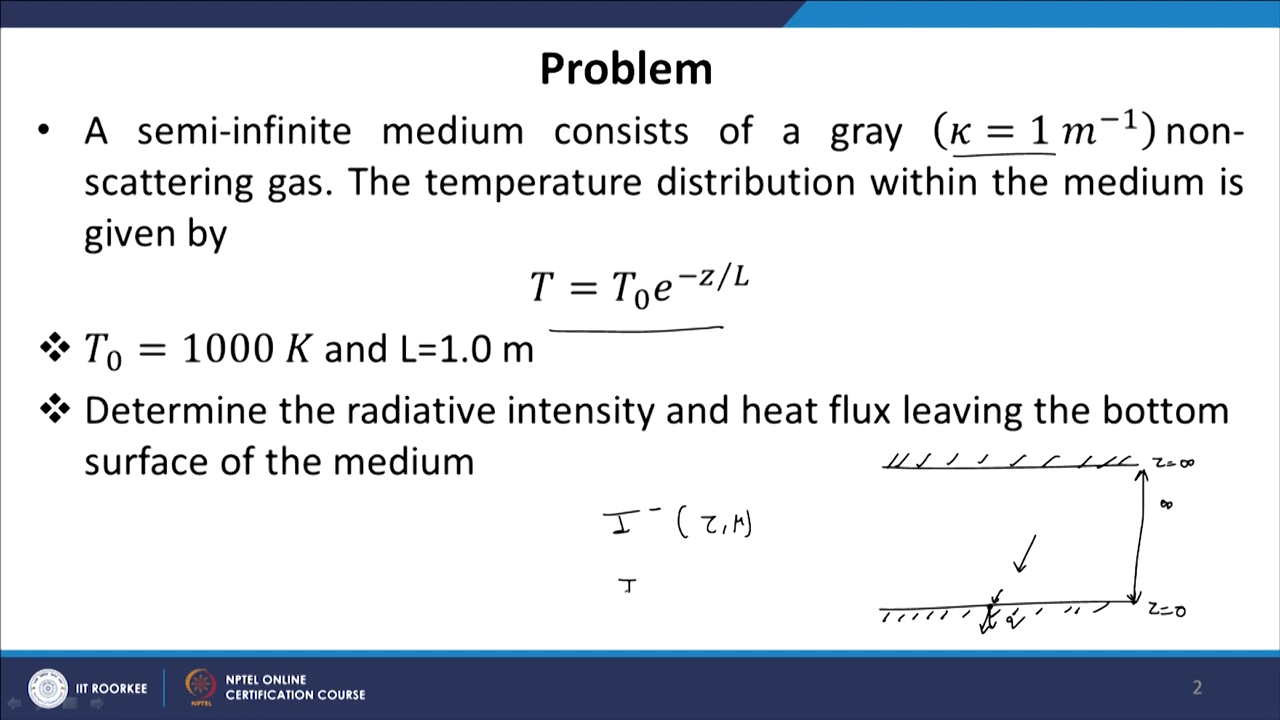 Problem
• A semi-infinite medium consists of a gray (κ = 1 m⁻¹) non-
scattering gas. The temperature distribution within the medium is
given by
T = T₀e^{-z/L}
❖ T₀ = 1000 K and L=1.0 m
❖ Determine the radiative intensity and heat flux leaving the bottom
surface of the medium
z=∞
∞
I⁻ (τ, μ)
I
z=0
IIT ROORKEE
NPTEL ONLINE
CERTIFICATION COURSE
NPTEL
2